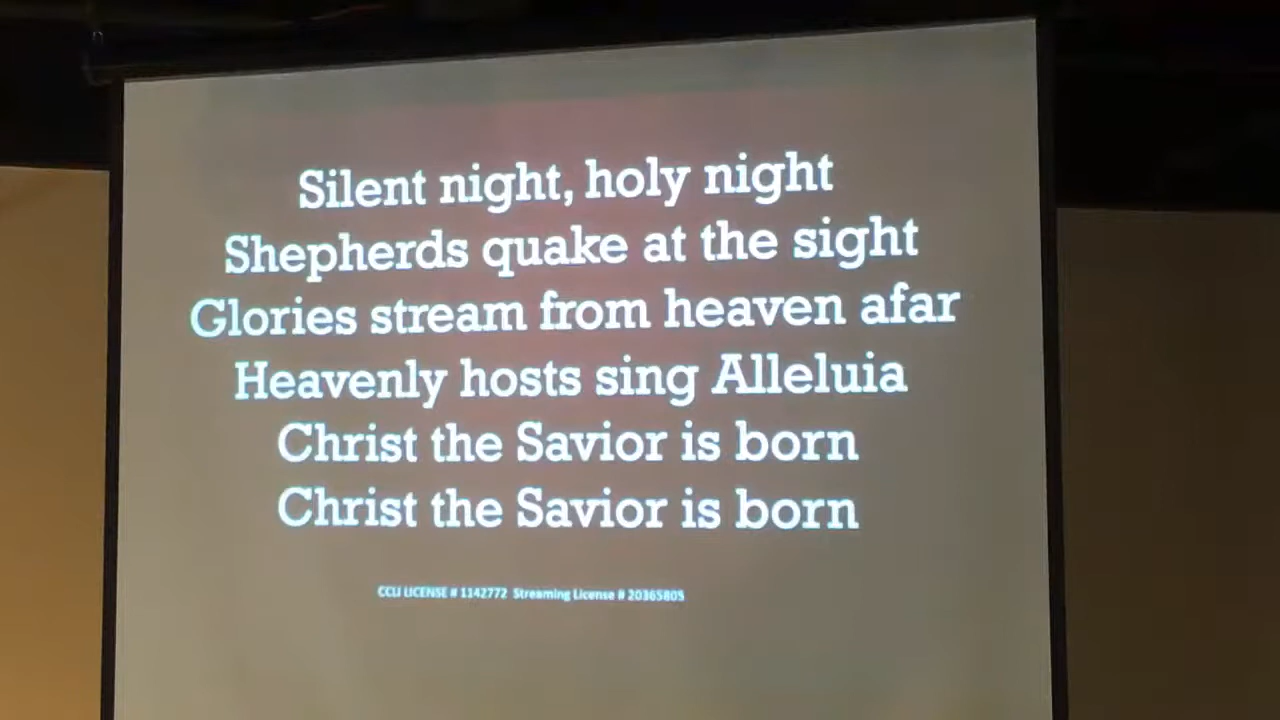 Silent night, holy night
Shepherds quake at the sight
Glories stream from heaven afar
Heavenly hosts sing Alleluia
Christ the Savior is born
Christ the Savior is born
CCLI LICENSE # 1142772 Streaming License # 20365805